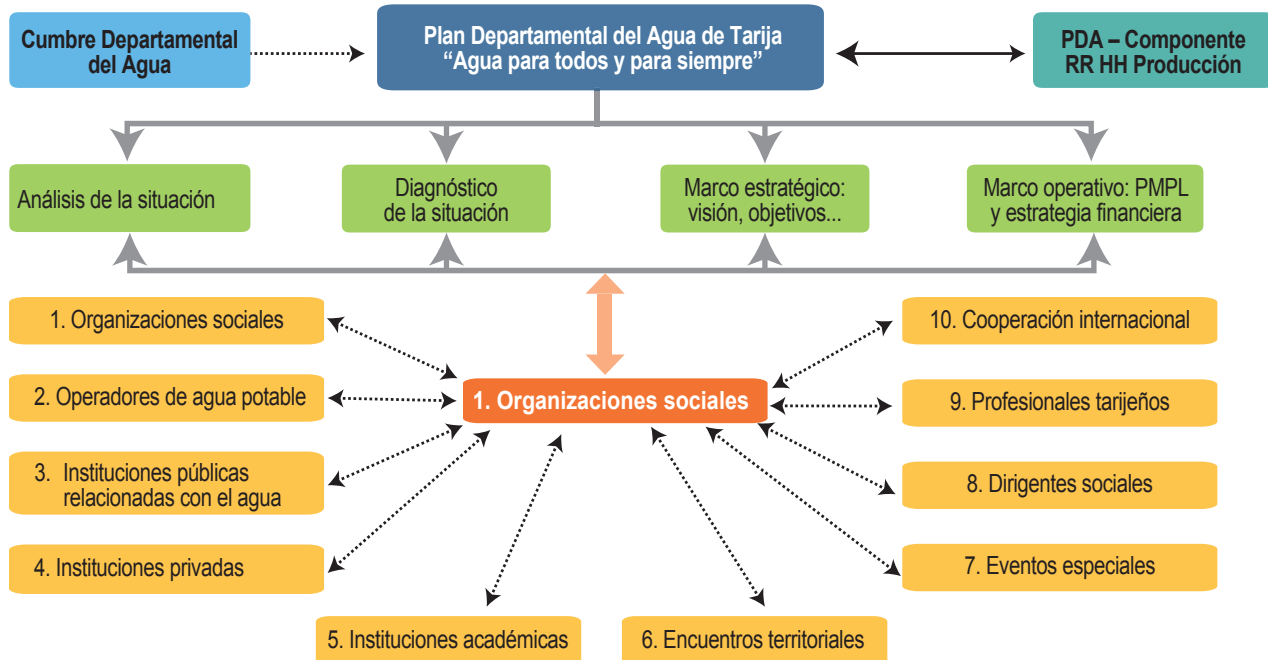 Cumbre Departamental
del Agua
Plan Departamental del Agua de Tarija
“Agua para todos y para siempre”
PDA – Componente
RR HH Producción
Análisis de la situación
Diagnóstico
de la situación
Marco estratégico:
visión, objetivos...
Marco operativo: PMPL
y estrategia financiera
1. Organizaciones sociales
2. Operadores de agua potable
3. Instituciones públicas
relacionadas con el agua
4. Instituciones privadas
5. Instituciones académicas
1. Organizaciones sociales
6. Encuentros territoriales
10. Cooperación internacional
9. Profesionales tarijeños
8. Dirigentes sociales
7. Eventos especiales